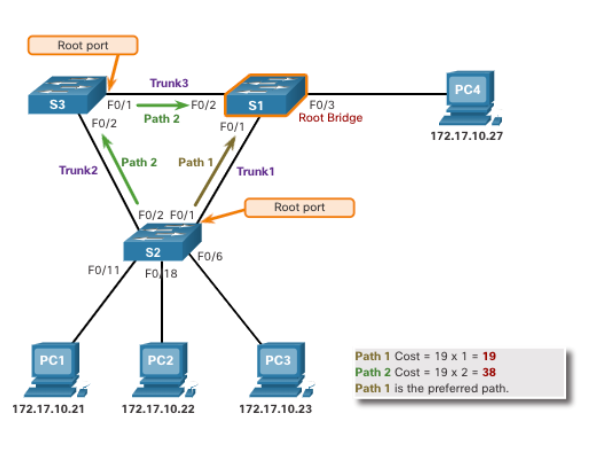 Root port
Trunk3
S3
F0/1
F0/2
S1
F0/3
PC4
Path 2
Root Bridge
F0/2
F0/1
172.17.10.27
Path 2
Path 1
Trunk2
Trunk1
F0/2 F0/1
Root port
S2
F0/11
F0/18
F0/6
PC1
PC2
PC3
Path 1 Cost = 19 x 1 = 19
Path 2 Cost = 19 x 2 = 38
Path 1 is the preferred path.
172.17.10.21
172.17.10.22
172.17.10.23